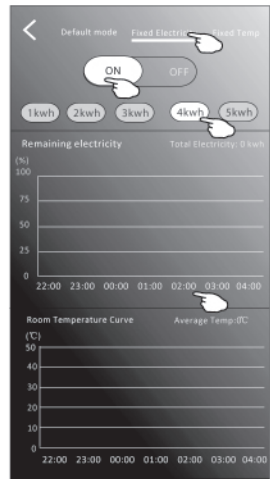 Default mode Fixed Electric Fixed Temp
ON OFF
1kwh 2kwh 3kwh 4kwh 5kwh
Remaining electricity Total Electricity: 0 kwh
(%)
100
75
50
25
0
22:00 23:00 00:00 01:00 02:00 03:00 04:00
Room Temperature Curve Average Temp:0℃
(℃)
50
40
30
20
10
0
22:00 23:00 00:00 01:00 02:00 03:00 04:00